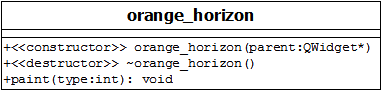 orange_horizon
+<<constructor>> orange_horizon(parent:QWidget*)
+<<destructor>> ~orange_horizon()
+paint(type:int): void